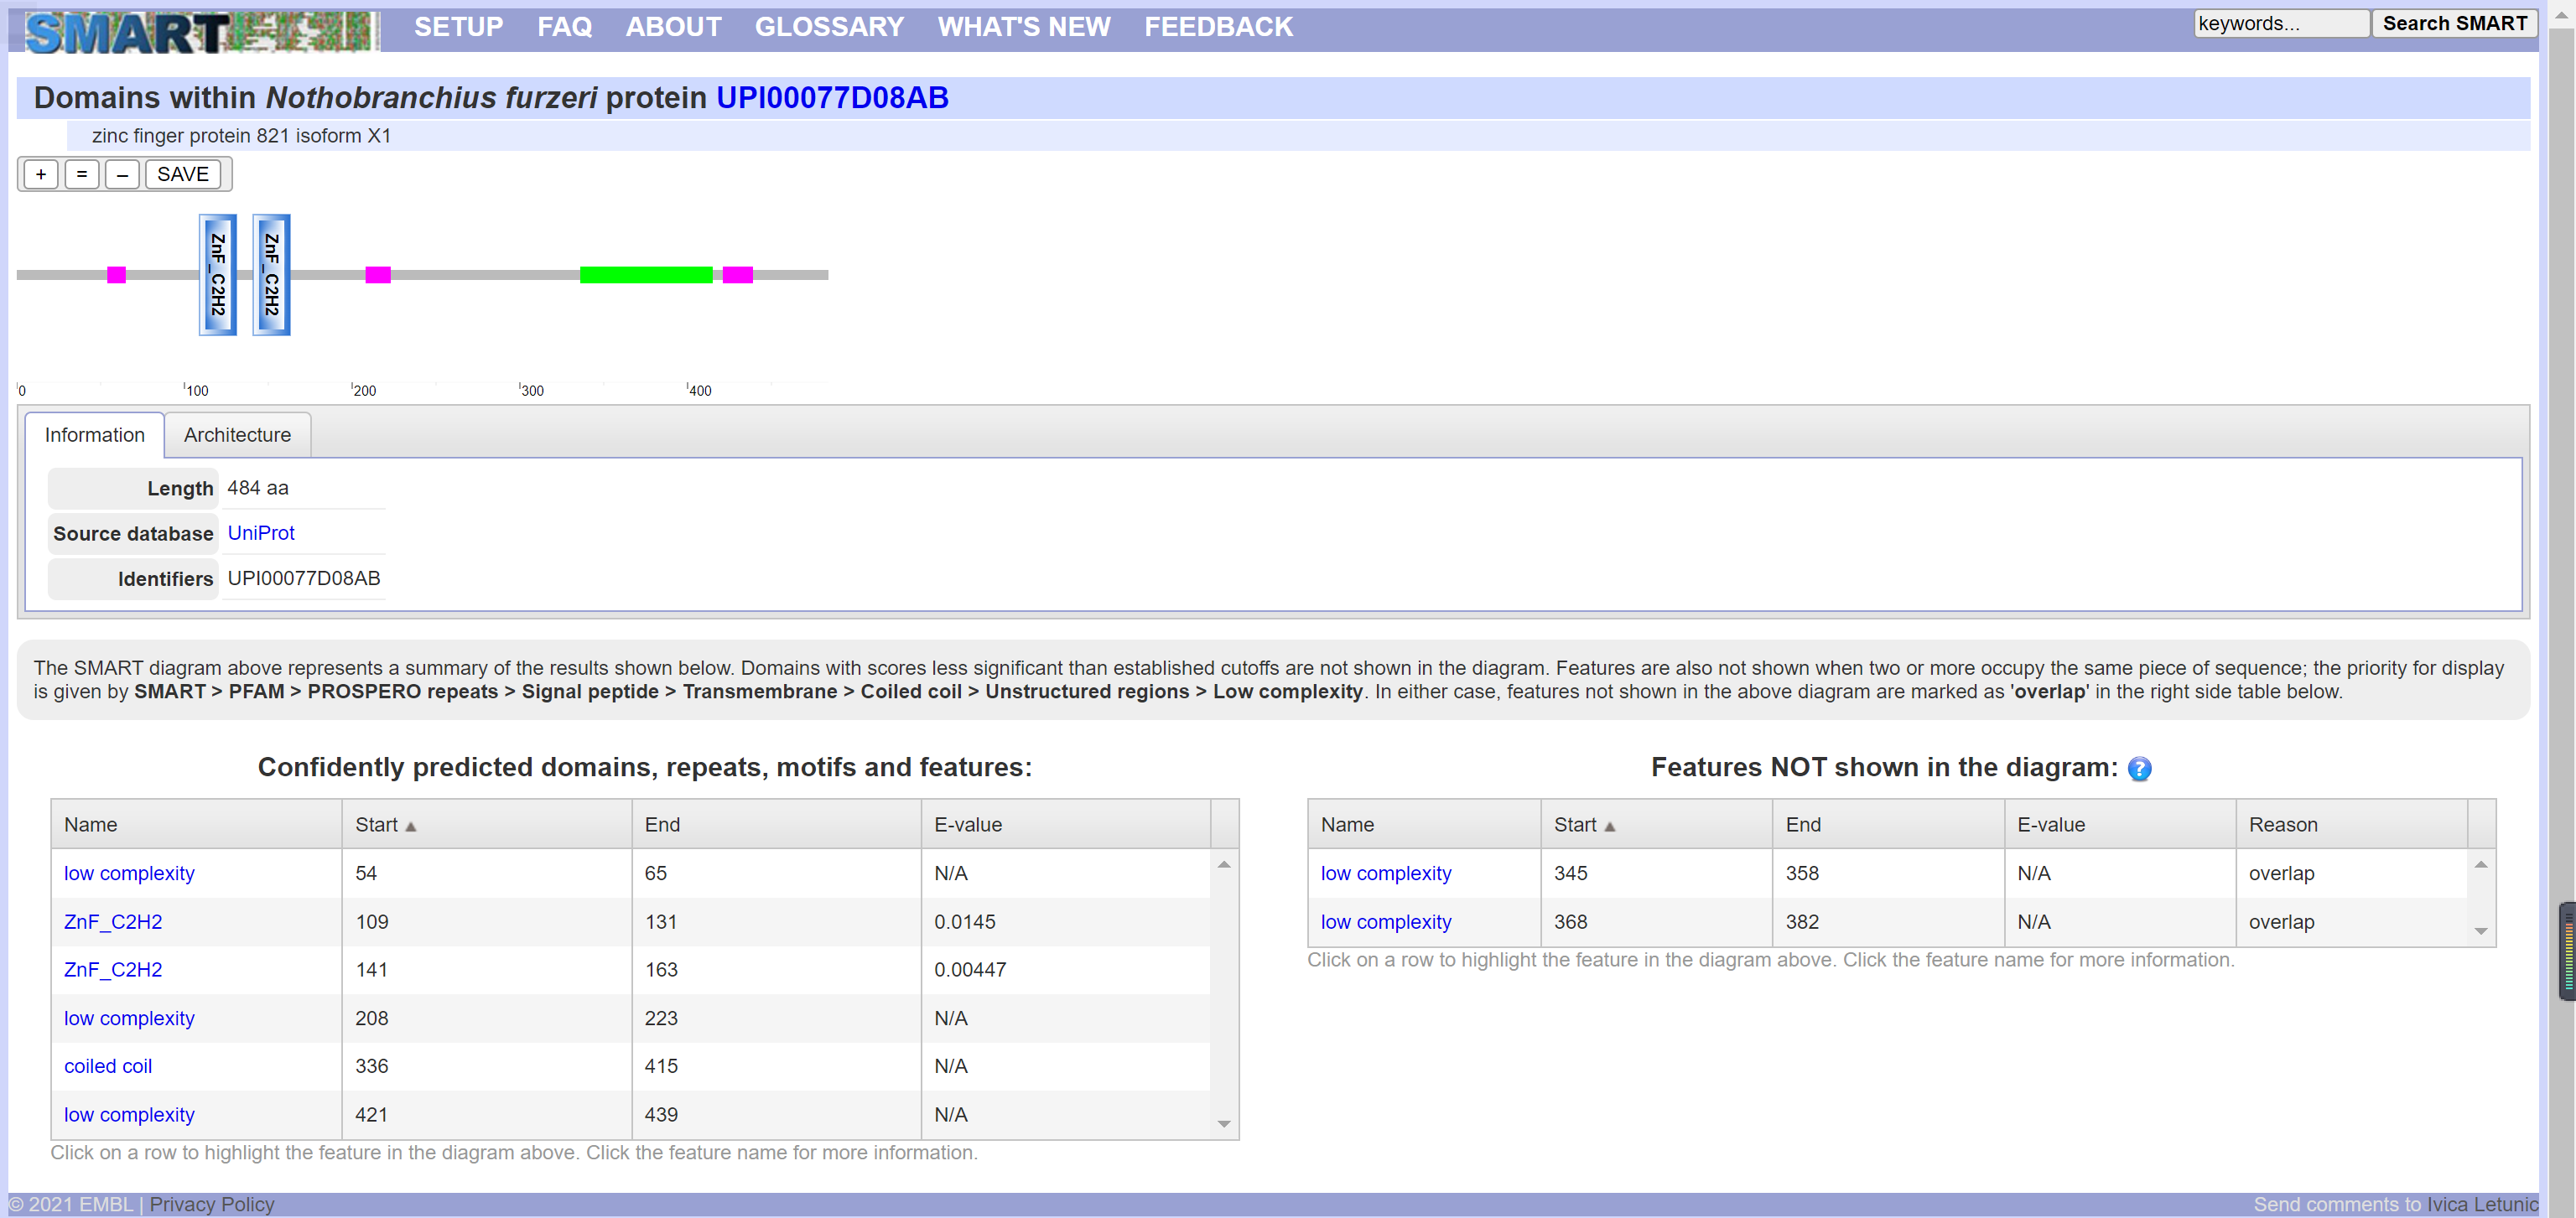 SMART SETUP FAQ ABOUT GLOSSARY WHAT'S NEW FEEDBACK keywords... Search SMART
Domains within Nothobranchius furzeri protein UPI00077D08AB
zinc finger protein 821 isoform X1
+ = – SAVE
ZnF_C2H2 ZnF_C2H2
0 100 200 300 400
Information Architecture
Length 484 aa
Source database UniProt
Identifiers UPI00077D08AB
The SMART diagram above represents a summary of the results shown below. Domains with scores less significant than established cutoffs are not shown in the diagram. Features are also not shown when two or more occupy the same piece of sequence; the priority for display
is given by SMART > PFAM > PROSPERO repeats > Signal peptide > Transmembrane > Coiled coil > Unstructured regions > Low complexity. In either case, features not shown in the above diagram are marked as 'overlap' in the right side table below.
Confidently predicted domains, repeats, motifs and features:
Name Start End E-value
low complexity 54 65 N/A
ZnF_C2H2 109 131 0.0145
ZnF_C2H2 141 163 0.00447
low complexity 208 223 N/A
coiled coil 336 415 N/A
low complexity 421 439 N/A
Click on a row to highlight the feature in the diagram above. Click the feature name for more information.
Features NOT shown in the diagram: ?
Name Start End E-value Reason
low complexity 345 358 N/A overlap
low complexity 368 382 N/A overlap
Click on a row to highlight the feature in the diagram above. Click the feature name for more information.
© 2021 EMBL | Privacy Policy Send comments to Ivica Letunic